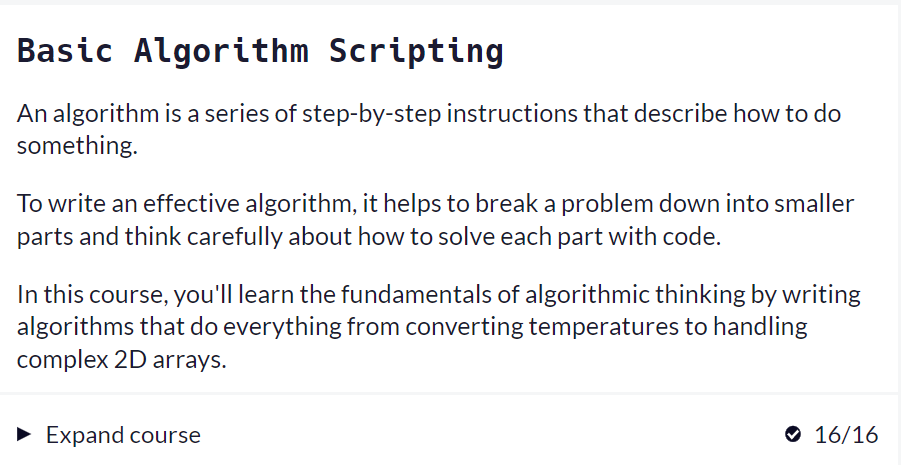 Basic Algorithm Scripting
An algorithm is a series of step-by-step instructions that describe how to do
something.
To write an effective algorithm, it helps to break a problem down into smaller
parts and think carefully about how to solve each part with code.
In this course, you'll learn the fundamentals of algorithmic thinking by writing
algorithms that do everything from converting temperatures to handling
complex 2D arrays.
Expand course 16/16